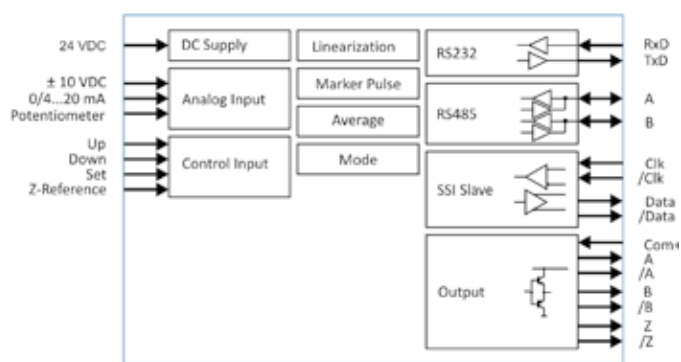 24 VDC
± 10 VDC
0/4...20 mA
Potentiometer
Up
Down
Set
Z-Reference
DC Supply
Analog Input
Control Input
Linearization
Marker Pulse
Average
Mode
RS232
RS485
SSI Slave
Output
RxD
TxD
A
B
Clk
/Clk
Data
/Data
Com+
A
/A
B
/B
Z
/Z